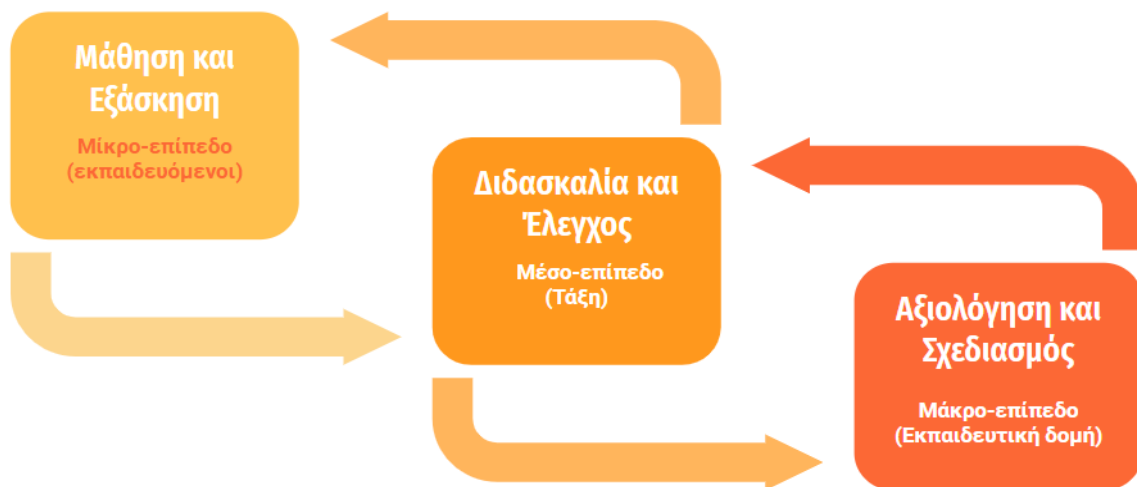 Μάθηση και
Εξάσκηση
Μίκρο-επίπεδο
(εκπαιδευόμενοι)
Διδασκαλία και
Έλεγχος
Μέσο-επίπεδο
(Τάξη)
Αξιολόγηση και
Σχεδιασμός
Μάκρο-επίπεδο
(Εκπαιδευτική δομή)